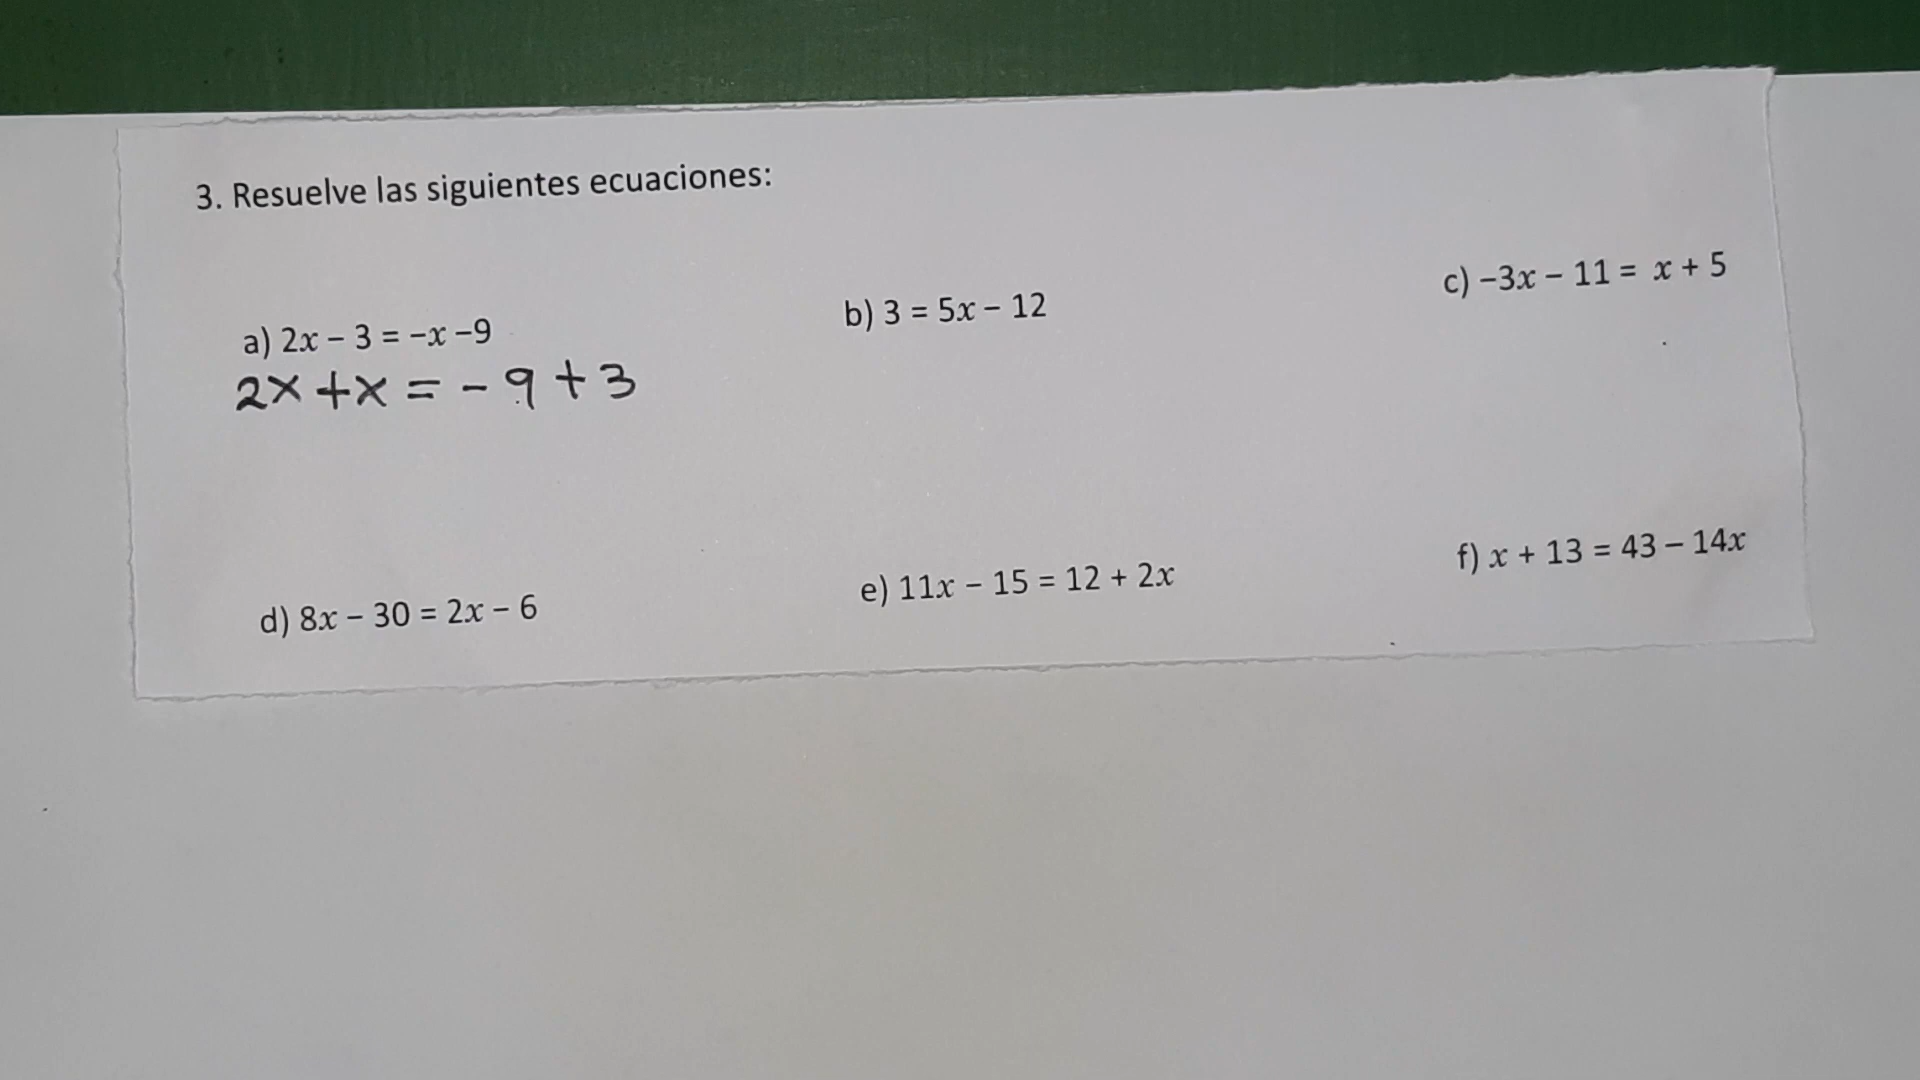 3. Resuelve las siguientes ecuaciones:
a) 2x – 3 = –x –9
2x + x = - 9 + 3
b) 3 = 5x – 12
c) –3x – 11 = x + 5
d) 8x – 30 = 2x – 6
e) 11x – 15 = 12 + 2x
f) x + 13 = 43 – 14x